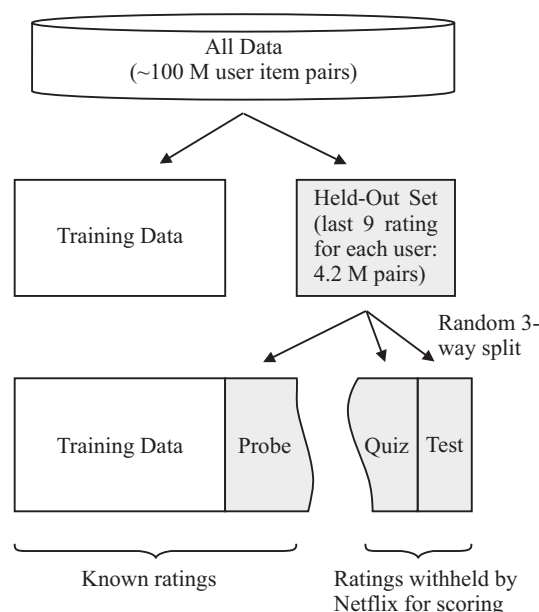 All Data
(~100 M user item pairs)
Training Data
Held-Out Set
(last 9 rating
for each user:
4.2 M pairs)
Random 3-
way split
Training Data
Probe
Quiz
Test
Known ratings
Ratings withheld by
Netflix for scoring